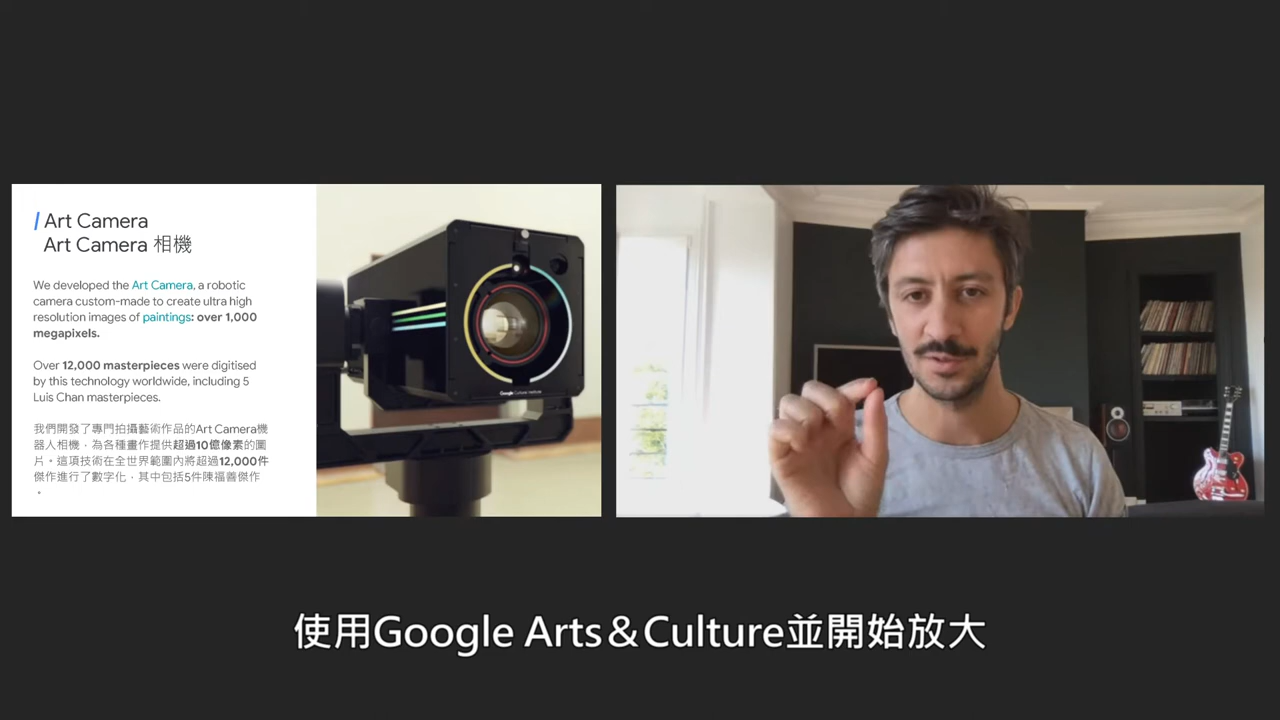 Art Camera
Art Camera 相機
We developed the Art Camera, a robotic
camera custom-made to create ultra high
resolution images of paintings: over 1,000
megapixels.
Over 12,000 masterpieces were digitised
by this technology worldwide, including 5
Luis Chan masterpieces.
我們開發了專門拍攝藝術作品的Art Camera機
器人相機，為各種畫作提供超過10億像素的圖
片。這項技術在全世界範圍內將超過12,000件
傑作進行了數字化，其中包括5件陳福善傑作
。
Google Cultural Institute
使用Google Arts＆Culture並開始放大